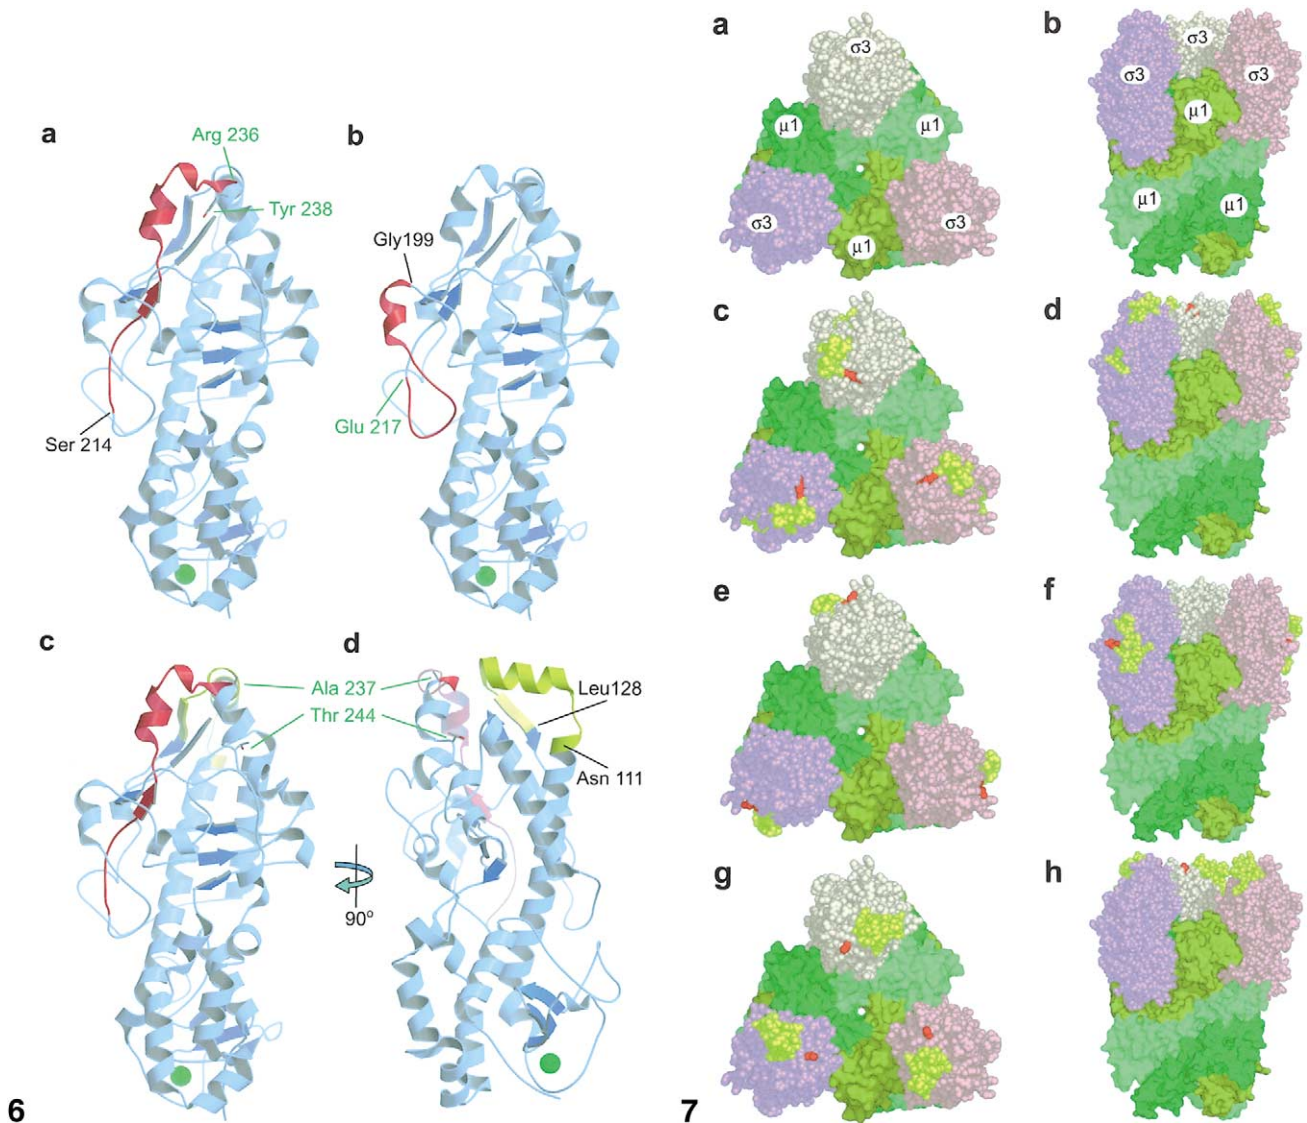 a
Arg 236
Tyr 238
Ser 214
b
Gly199
Glu 217
c
Ala 237
Thr 244
d
Leu128
Asn 111
90°
6
a
σ3
μ1
μ1
σ3
σ3
μ1
b
σ3
σ3
σ3
μ1
μ1
μ1
c
d
e
f
g
h
7